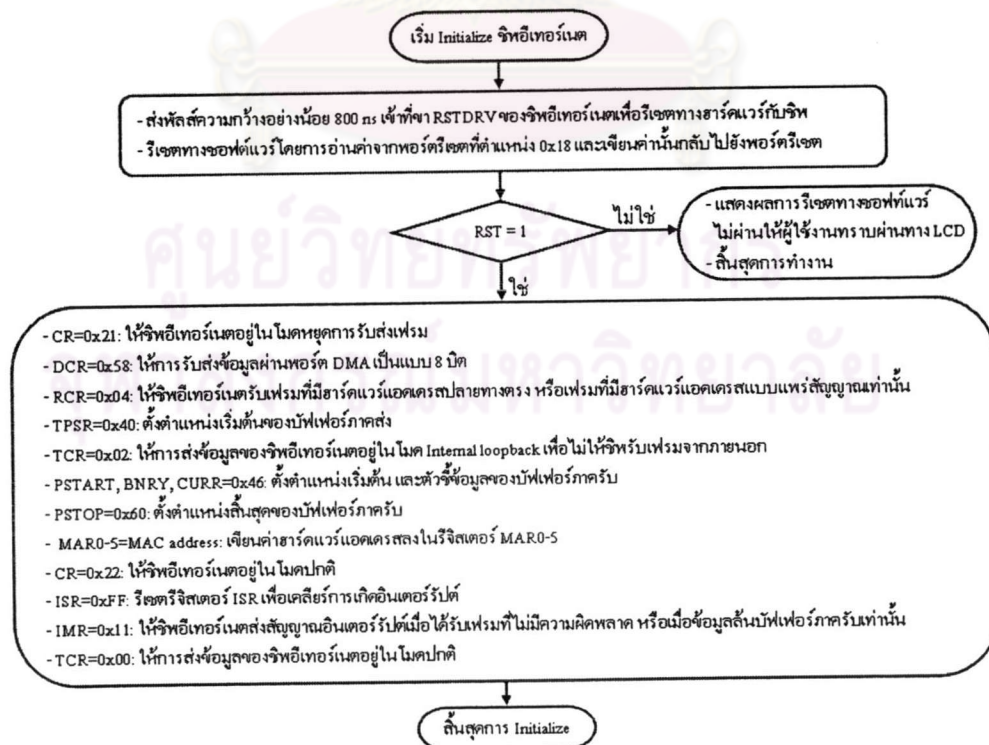 เริ่ม Initialize ชิพอีเทอร์เนต
- ส่งพัลส์ความกว้างอย่างน้อย 800 ns เข้าที่ขา RSTDRV ของชิพอีเทอร์เนตเพื่อรีเซตทางฮาร์ดแวร์กับชิพ
- รีเซตทางซอฟต์แวร์โดยการอ่านค่าจากพอร์ตรีเซตที่ตำแหน่ง 0x18 และเขียนค่านั้นกลับไปยังพอร์ตรีเซต
RST = 1
ไม่ใช่
- แสดงผลการรีเซตทางซอฟท์แวร์
ไม่ผ่านให้ผู้ใช้งานทราบผ่านทาง LCD
- สิ้นสุดการทำงาน
ใช่
- CR=0x21: ให้ชิพอีเทอร์เนตอยู่ในโมดหยุดการรับส่งเฟรม
- DCR=0x58: ให้การรับส่งข้อมูลผ่านพอร์ต DMA เป็นแบบ 8 บิต
- RCR=0x04: ให้ชิพอีเทอร์เนตรับเฟรมที่มีฮาร์ดแวร์แอดเดรสปลายทางตรง หรือเฟรมที่มีฮาร์ดแวร์แอดเดรสแบบแพร่สัญญาณเท่านั้น
- TPSR=0x40: ตั้งตำแหน่งเริ่มต้นของบัฟเฟอร์ภาคส่ง
- TCR=0x02: ให้การส่งข้อมูลของชิพอีเทอร์เนตอยู่ในโมด Internal loopback เพื่อไม่ให้ชิพรับเฟรมจากภายนอก
- PSTART, BNRY, CURR=0x46: ตั้งตำแหน่งเริ่มต้น และตัวชี้ข้อมูลของบัฟเฟอร์ภาครับ
- PSTOP=0x60: ตั้งตำแหน่งสิ้นสุดของบัฟเฟอร์ภาครับ
- MAR0-5=MAC address: เขียนค่าฮาร์ดแวร์แอดเดรสลงในรีจิสเตอร์ MAR0-5
- CR=0x22: ให้ชิพอีเทอร์เนตอยู่ในโมดปกติ
- ISR=0xFF: รีเซตรีจิสเตอร์ ISR เพื่อเคลียร์การเกิดอินเตอร์รัปต์
- IMR=0x11: ให้ชิพอีเทอร์เนตส่งสัญญาณอินเตอร์รัปต์เมื่อได้รับเฟรมที่ไม่มีความผิดพลาด หรือเมื่อข้อมูลล้นบัฟเฟอร์ภาครับเท่านั้น
- TCR=0x00: ให้การส่งข้อมูลของชิพอีเทอร์เนตอยู่ในโมดปกติ
สิ้นสุดการ Initialize
ศูนย์วิทยทรัพยากร
จุฬาลงกรณ์มหาวิทยาลัย